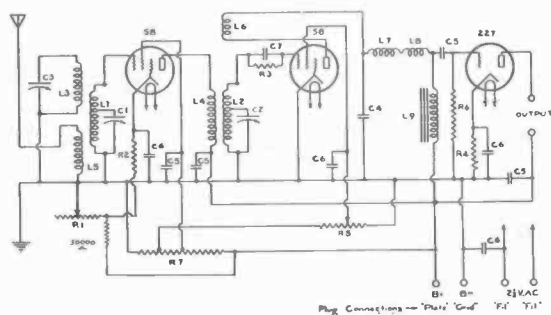 58
L6
C7
R3
58
L7
L8
C5
227
C3
L3
L1
C1
L4
L2
C2
C4
L9
R6
OUTPUT
L5
R2
C6
C5
C5
C6
R4
C6
C5
R1
30000
R7
R5
C6
B+
B-
2½ V. AC
Plug Connections — "Plate" "Grid" "Fil" "Fil"